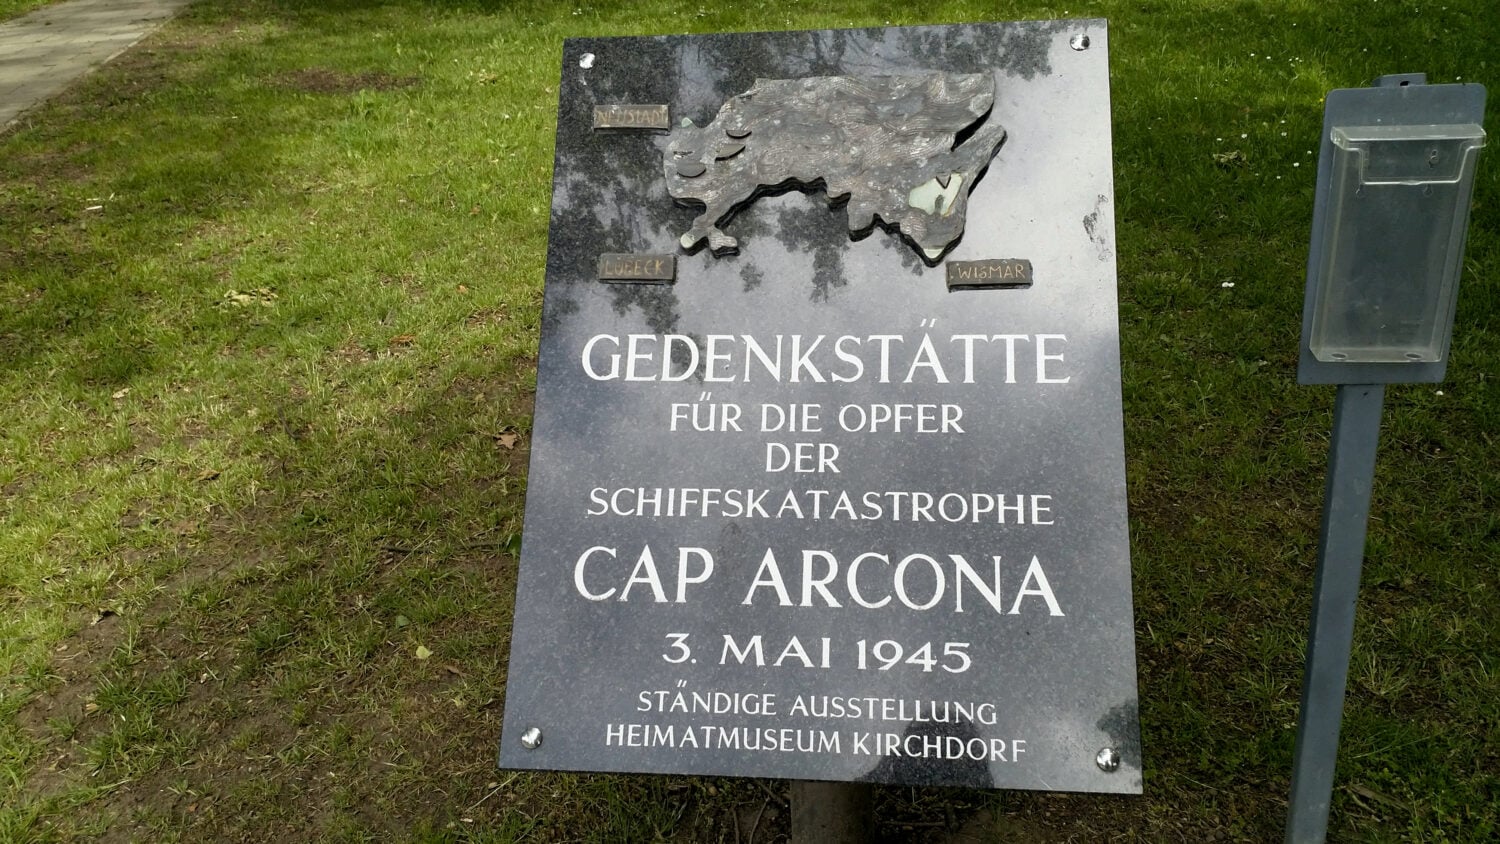 NEUSTADT
LÜBECK
WISMAR
GEDENKSTÄTTE
FÜR DIE OPFER
DER
SCHIFFSKATASTROPHE
CAP ARCONA
3. MAI 1945
STÄNDIGE AUSSTELLUNG
HEIMATMUSEUM KIRCHDORF